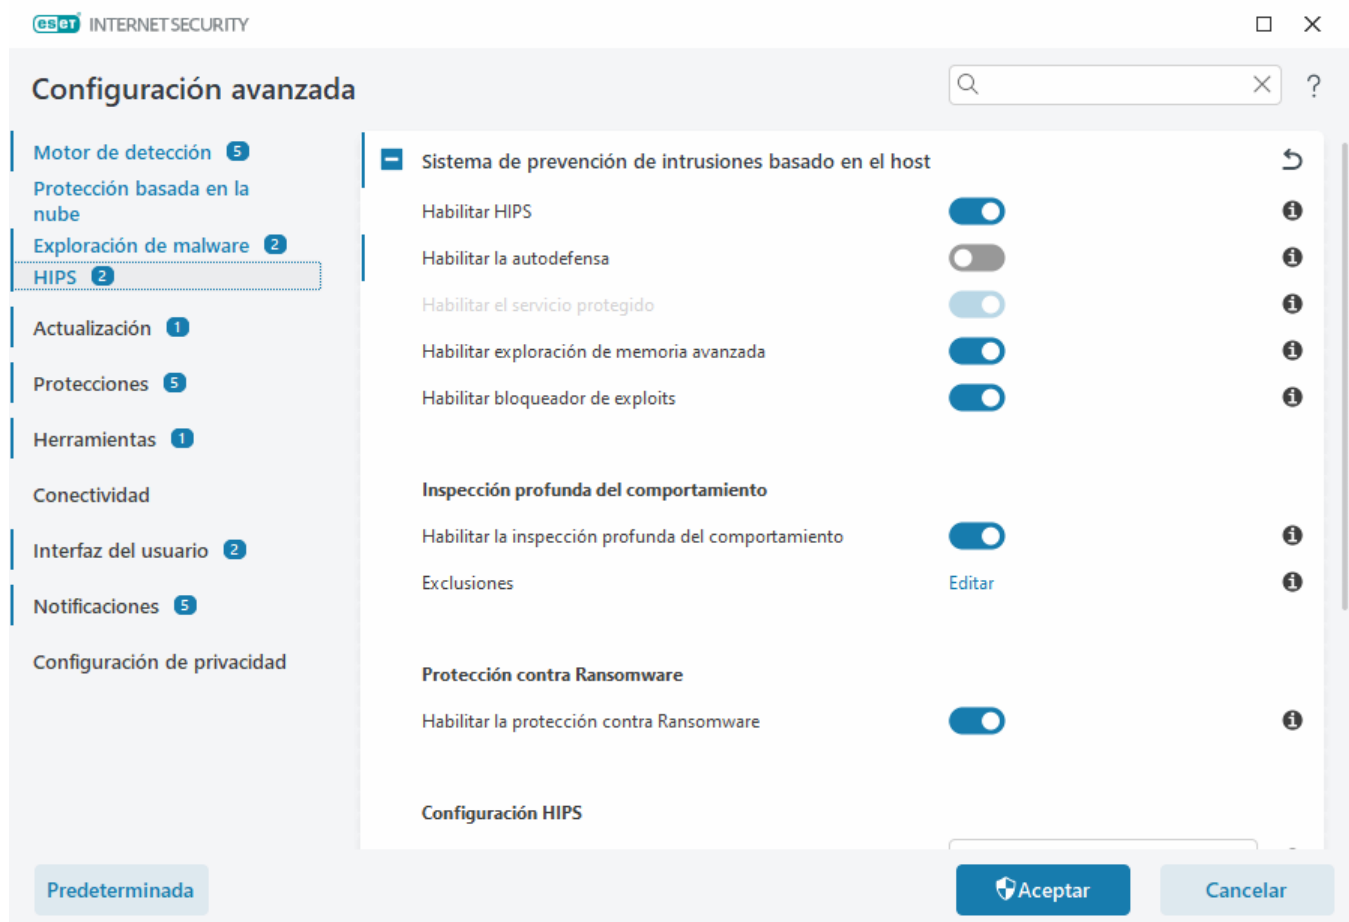 eset INTERNET SECURITY
Configuración avanzada
?
Motor de detección 5
Protección basada en la
nube
Exploración de malware 2
HIPS 2
Actualización 1
Protecciones 5
Herramientas 1
Conectividad
Interfaz del usuario 2
Notificaciones 5
Configuración de privacidad
Sistema de prevención de intrusiones basado en el host
Habilitar HIPS
Habilitar la autodefensa
Habilitar el servicio protegido
Habilitar exploración de memoria avanzada
Habilitar bloqueador de exploits
Inspección profunda del comportamiento
Habilitar la inspección profunda del comportamiento
Exclusiones Editar
Protección contra Ransomware
Habilitar la protección contra Ransomware
Configuración HIPS
Predeterminada Aceptar Cancelar